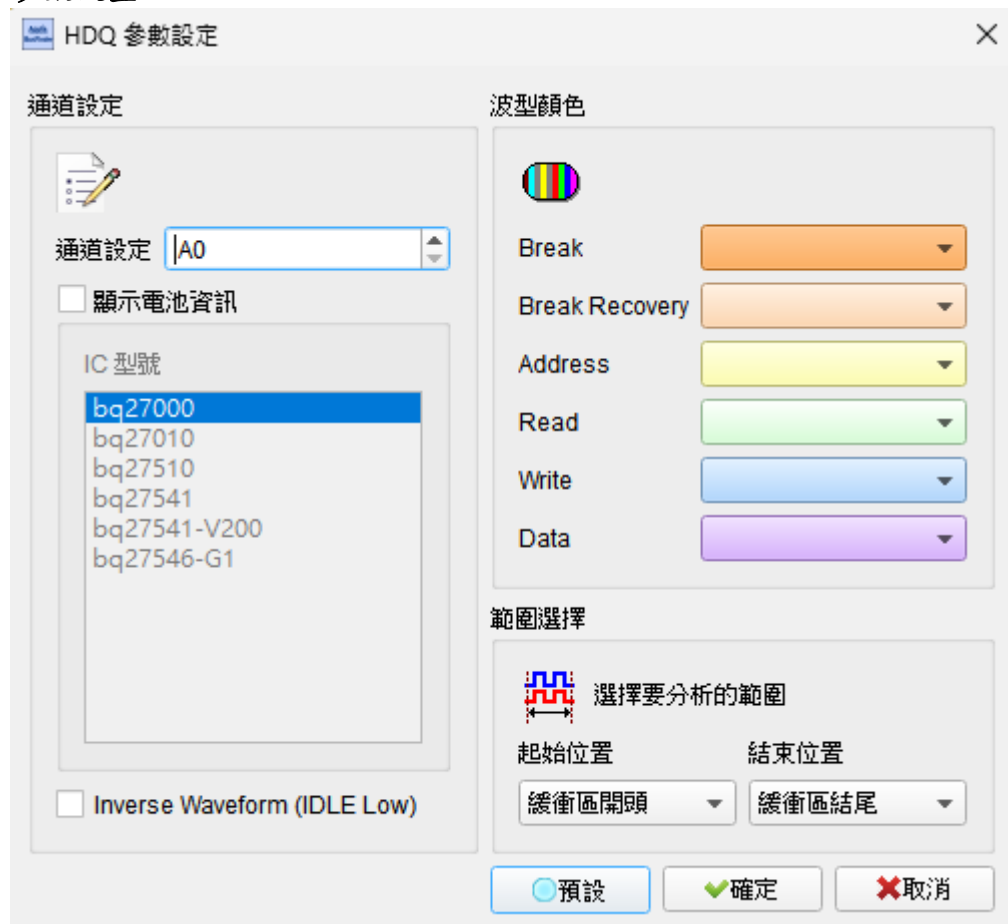 HDQ 參數設定
通道設定
通道設定 A0
顯示電池資訊
IC 型號
bq27000
bq27010
bq27510
bq27541
bq27541-V200
bq27546-G1
Inverse Waveform (IDLE Low)
波型顏色
Break
Break Recovery
Address
Read
Write
Data
範圍選擇
選擇要分析的範圍
起始位置 結束位置
緩衝區開頭 緩衝區結尾
預設 確定 取消